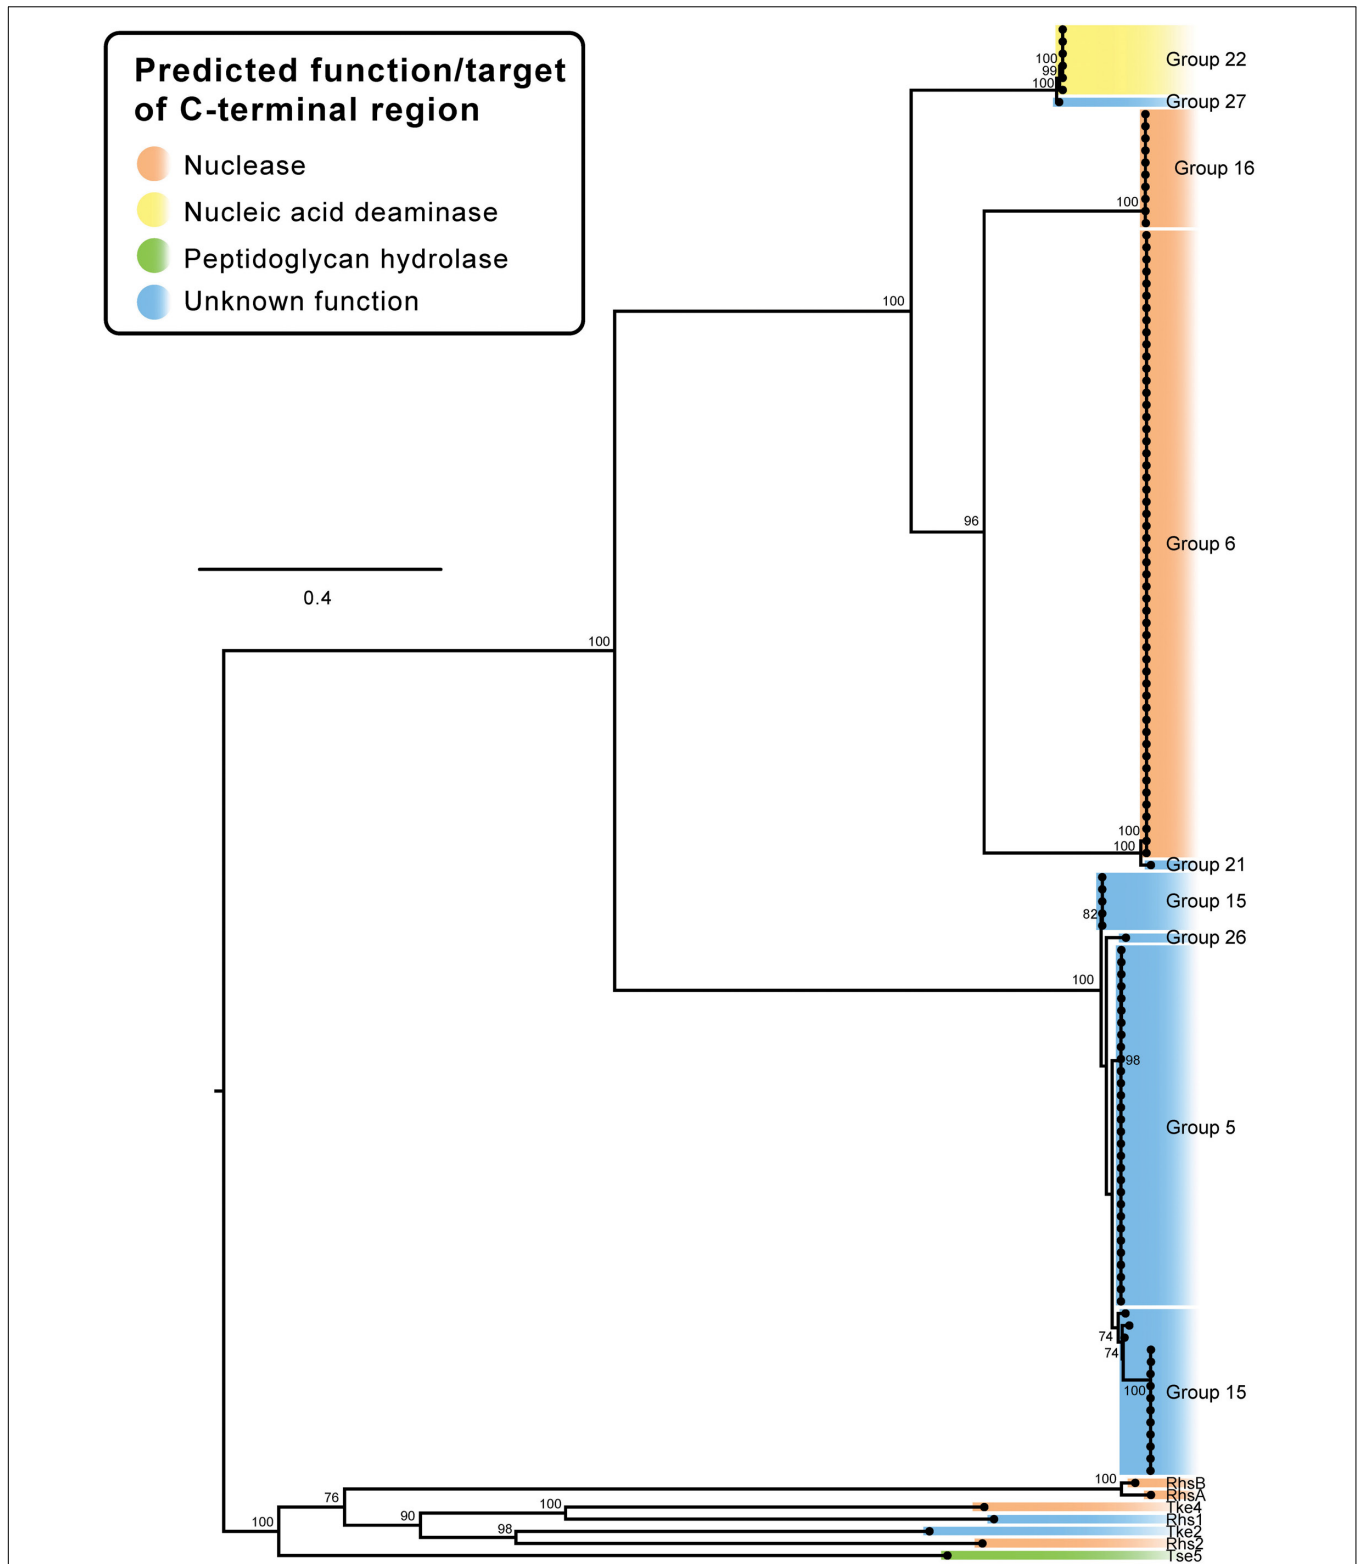 Predicted function/target
of C-terminal region
Nuclease
Nucleic acid deaminase
Peptidoglycan hydrolase
Unknown function
100
99
100
Group 22
Group 27
Group 16
100
100
96
Group 6
0.4
100
100
100
Group 21
Group 15
82
Group 26
100
98
Group 5
74
74
100
Group 15
100
RhsB
RhsA
76
100
Tke4
90
Rhs1
100
98
Tke2
Rhs2
Tse5